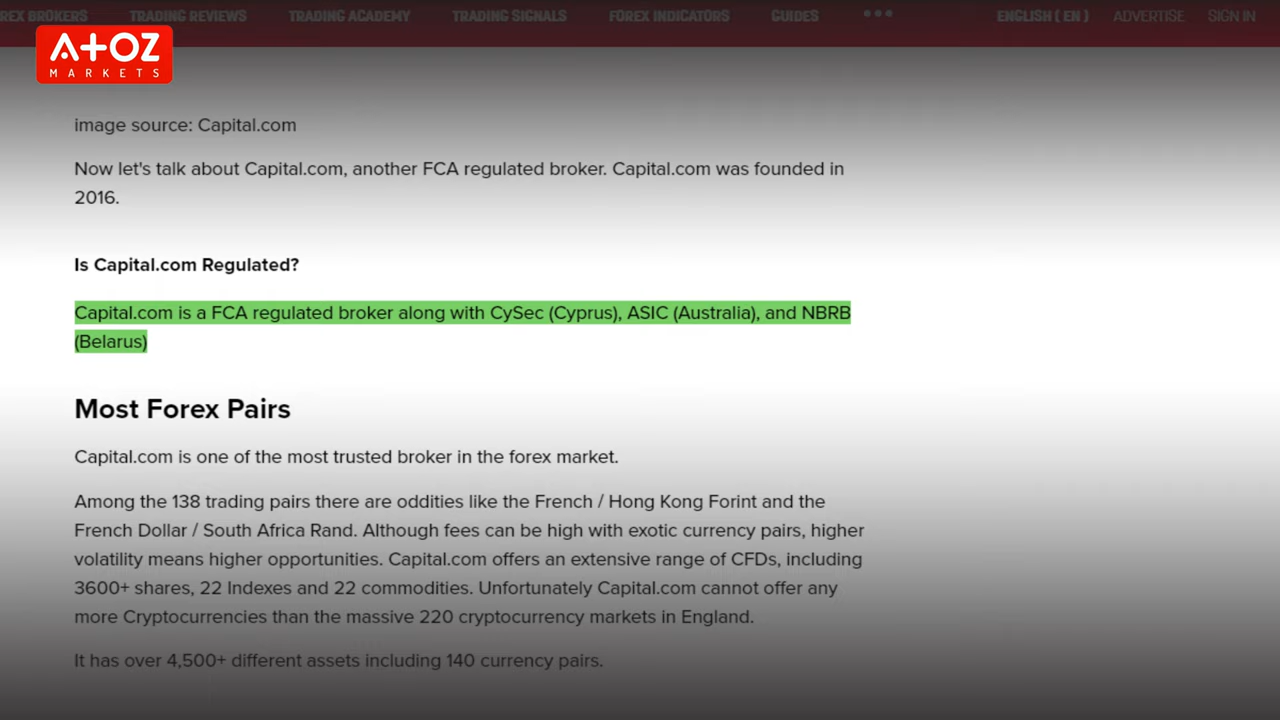 REX BROKERS TRADING REVIEWS TRADING ACADEMY TRADING SIGNALS FOREX INDICATORS GUIDES ENGLISH ( EN ) ADVERTISE SIGN IN
A+OZ
MARKETS
image source: Capital.com
Now let's talk about Capital.com, another FCA regulated broker. Capital.com was founded in
2016.
Is Capital.com Regulated?
Capital.com is a FCA regulated broker along with CySec (Cyprus), ASIC (Australia), and NBRB
(Belarus)
Most Forex Pairs
Capital.com is one of the most trusted broker in the forex market.
Among the 138 trading pairs there are oddities like the French / Hong Kong Forint and the
French Dollar / South Africa Rand. Although fees can be high with exotic currency pairs, higher
volatility means higher opportunities. Capital.com offers an extensive range of CFDs, including
3600+ shares, 22 Indexes and 22 commodities. Unfortunately Capital.com cannot offer any
more Cryptocurrencies than the massive 220 cryptocurrency markets in England.
It has over 4,500+ different assets including 140 currency pairs.